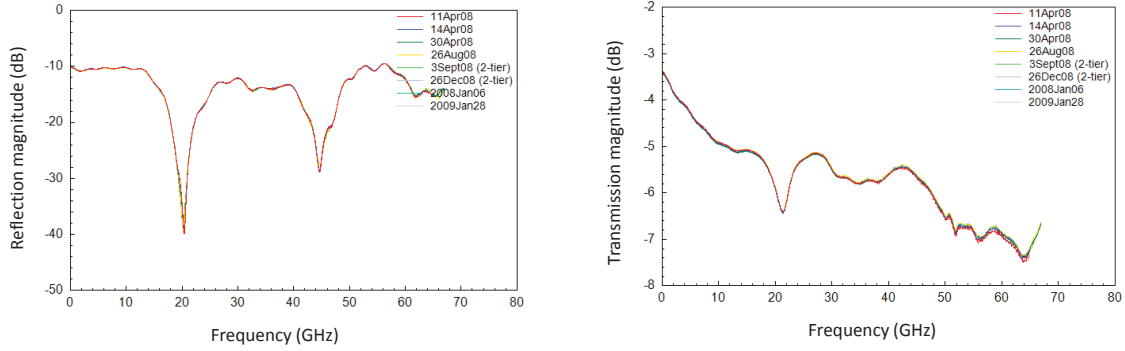 0
-10
-20
-30
-40
-50
Reflection magnitude (dB)
11Apr08
14Apr08
30Apr08
26Aug08
3Sept08 (2-tier)
26Dec08 (2-tier)
2008Jan06
2009Jan28
0 10 20 30 40 50 60 70 80
Frequency (GHz)
-2
-3
-4
-5
-6
-7
-8
Transmission magnitude (dB)
11Apr08
14Apr08
30Apr08
26Aug08
3Sept08 (2-tier)
26Dec08 (2-tier)
2008Jan06
2009Jan28
0 10 20 30 40 50 60 70 80
Frequency (GHz)